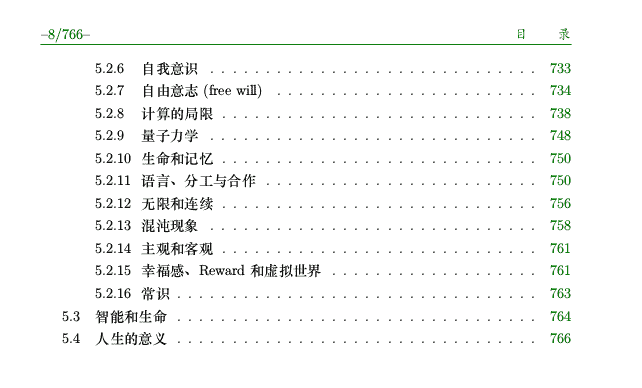 –8/766– 目 录
5.2.6 自我意识 . . . . . . . . . . . . . . . . . . . . . . . . . . . . . . 733
5.2.7 自由意志 (free will) . . . . . . . . . . . . . . . . . . . . . . . . 734
5.2.8 计算的局限 . . . . . . . . . . . . . . . . . . . . . . . . . . . . . 738
5.2.9 量子力学 . . . . . . . . . . . . . . . . . . . . . . . . . . . . . . 748
5.2.10 生命和记忆 . . . . . . . . . . . . . . . . . . . . . . . . . . . . . 750
5.2.11 语言、分工与合作 . . . . . . . . . . . . . . . . . . . . . . . . . 750
5.2.12 无限和连续 . . . . . . . . . . . . . . . . . . . . . . . . . . . . . 756
5.2.13 混沌现象 . . . . . . . . . . . . . . . . . . . . . . . . . . . . . . 758
5.2.14 主观和客观 . . . . . . . . . . . . . . . . . . . . . . . . . . . . . 761
5.2.15 幸福感、Reward 和虚拟世界 . . . . . . . . . . . . . . . . . . . 761
5.2.16 常识 . . . . . . . . . . . . . . . . . . . . . . . . . . . . . . . . . 763
5.3 智能和生命 . . . . . . . . . . . . . . . . . . . . . . . . . . . . . . . . . 764
5.4 人生的意义 . . . . . . . . . . . . . . . . . . . . . . . . . . . . . . . . . 766